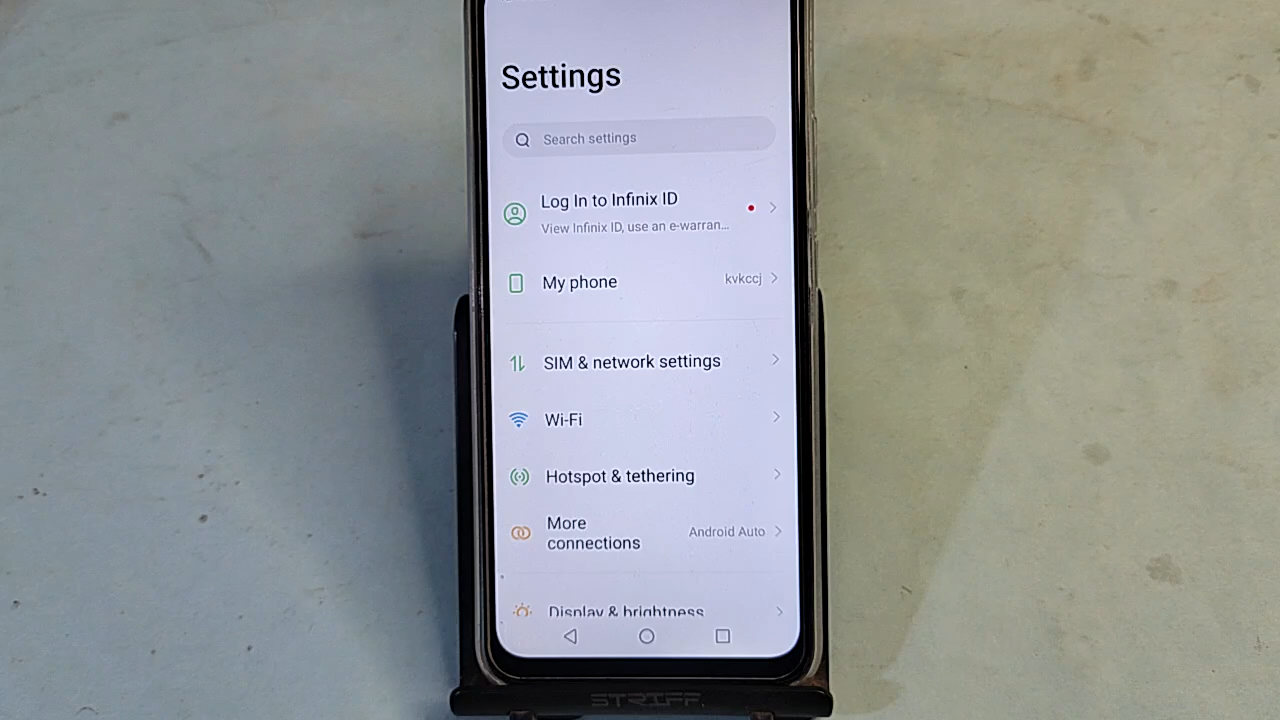 Settings
Search settings
Log In to Infinix ID
View Infinix ID, use an e-warran...
My phone
kvkccj
SIM & network settings
Wi-Fi
Hotspot & tethering
More
connections
Android Auto
Display & brightness
STRIFF